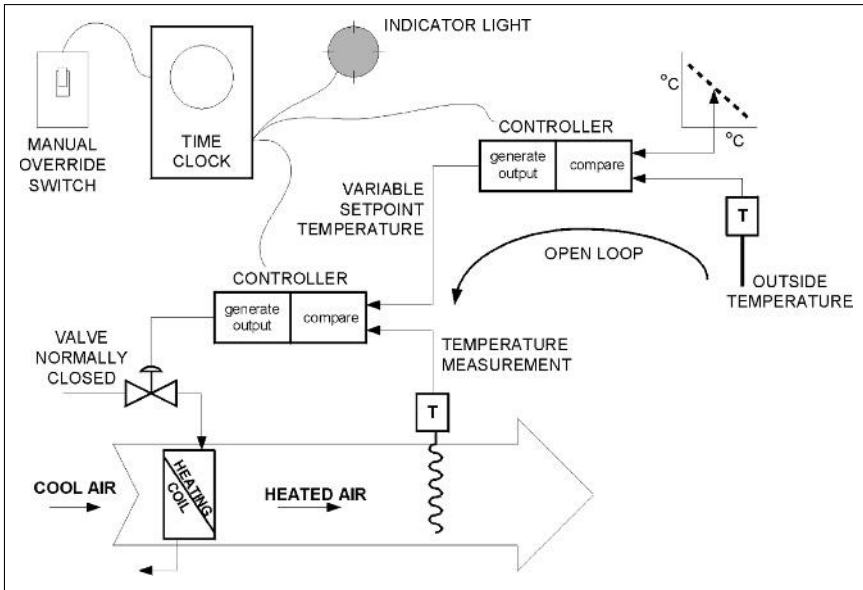 INDICATOR LIGHT
MANUAL
OVERRIDE
SWITCH
TIME
CLOCK
CONTROLLER
generate
output
compare
°C
°C
VARIABLE
SETPOINT
TEMPERATURE
T
OPEN LOOP
OUTSIDE
TEMPERATURE
CONTROLLER
generate
output
compare
VALVE
NORMALLY
CLOSED
TEMPERATURE
MEASUREMENT
T
COOL AIR
HEATING
COIL
HEATED AIR